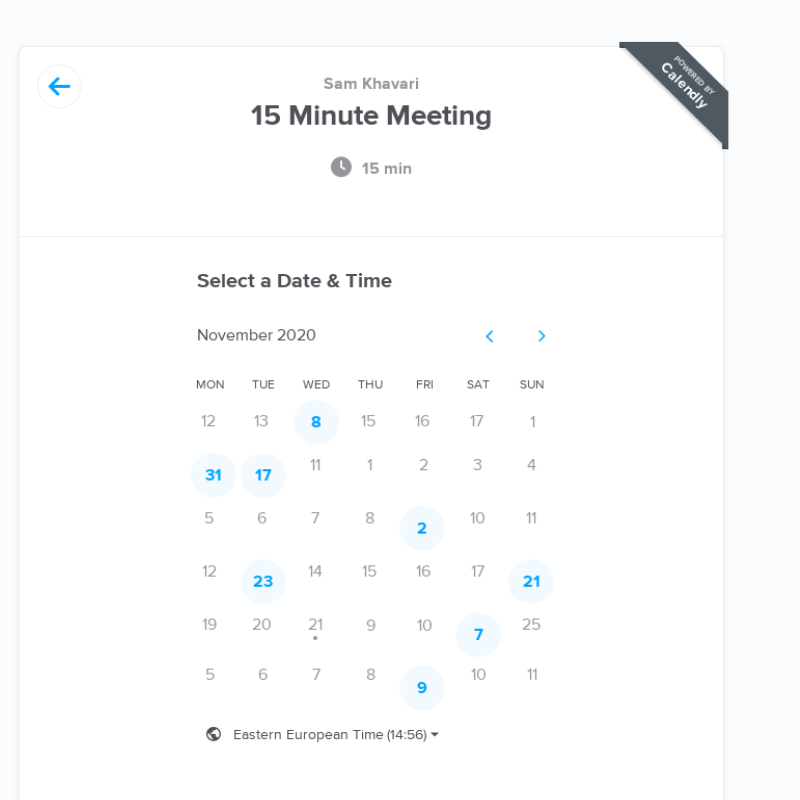 Sam Khavari
POWERED BY
Calendly
15 Minute Meeting
15 min
Select a Date & Time
November 2020
MON TUE WED THU FRI SAT SUN
12 13 8 15 16 17 1
31 17 11 1 2 3 4
5 6 7 8 2 10 11
12 23 14 15 16 17 21
19 20 21 9 10 7 25
5 6 7 8 9 10 11
Eastern European Time (14:56)